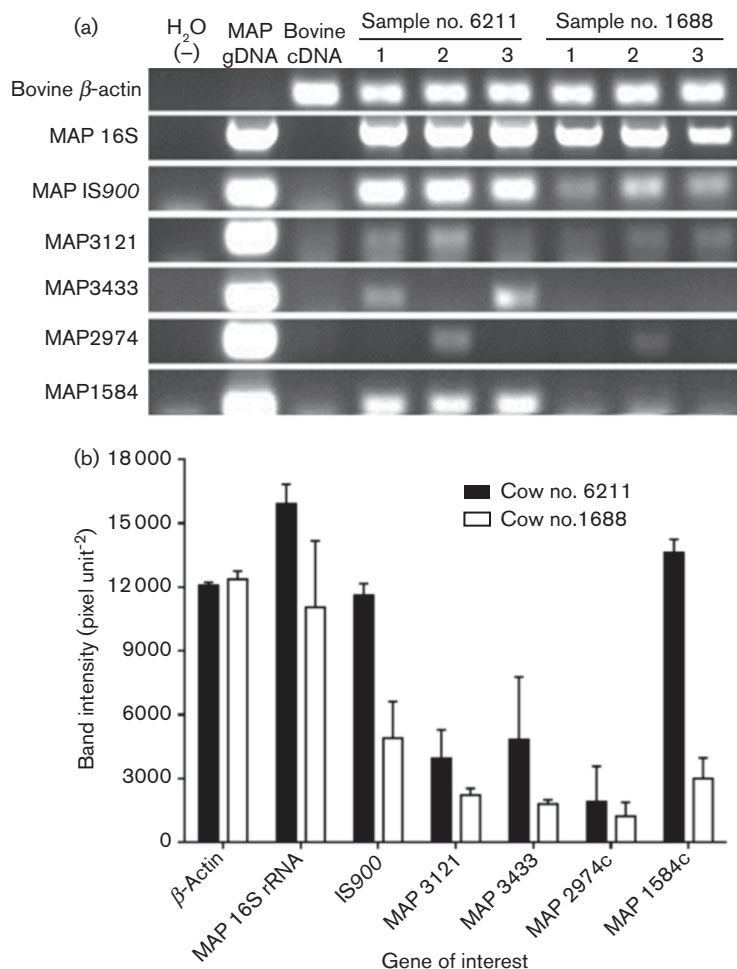 (a)
H2O
(–)
MAP
gDNA
Bovine
cDNA
Sample no. 6211
1 2 3
Sample no. 1688
1 2 3
Bovine β-actin
MAP 16S
MAP IS900
MAP3121
MAP3433
MAP2974
MAP1584
(b)
18 000
15 000
12 000
9000
6000
3000
0
Band intensity (pixel unit-2)
Cow no. 6211
Cow no.1688
β-Actin
MAP 16S rRNA
IS900
MAP 3121
MAP 3433
MAP 2974c
MAP 1584c
Gene of interest